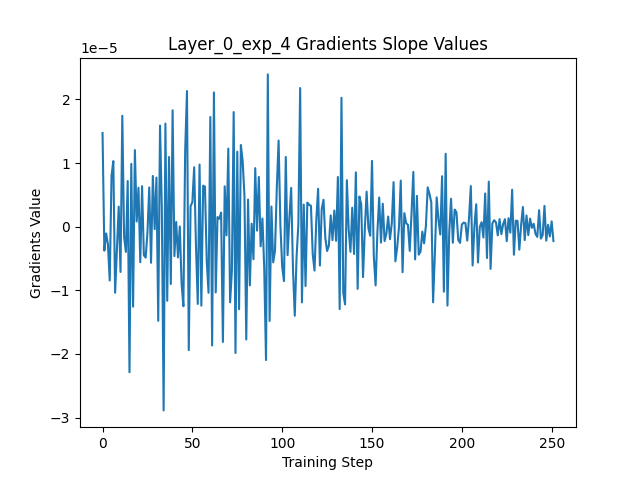 Layer_0_exp_4 Gradients Slope Values
1e−5
2
1
0
−1
−2
−3
Gradients Value
0 50 100 150 200 250
Training Step